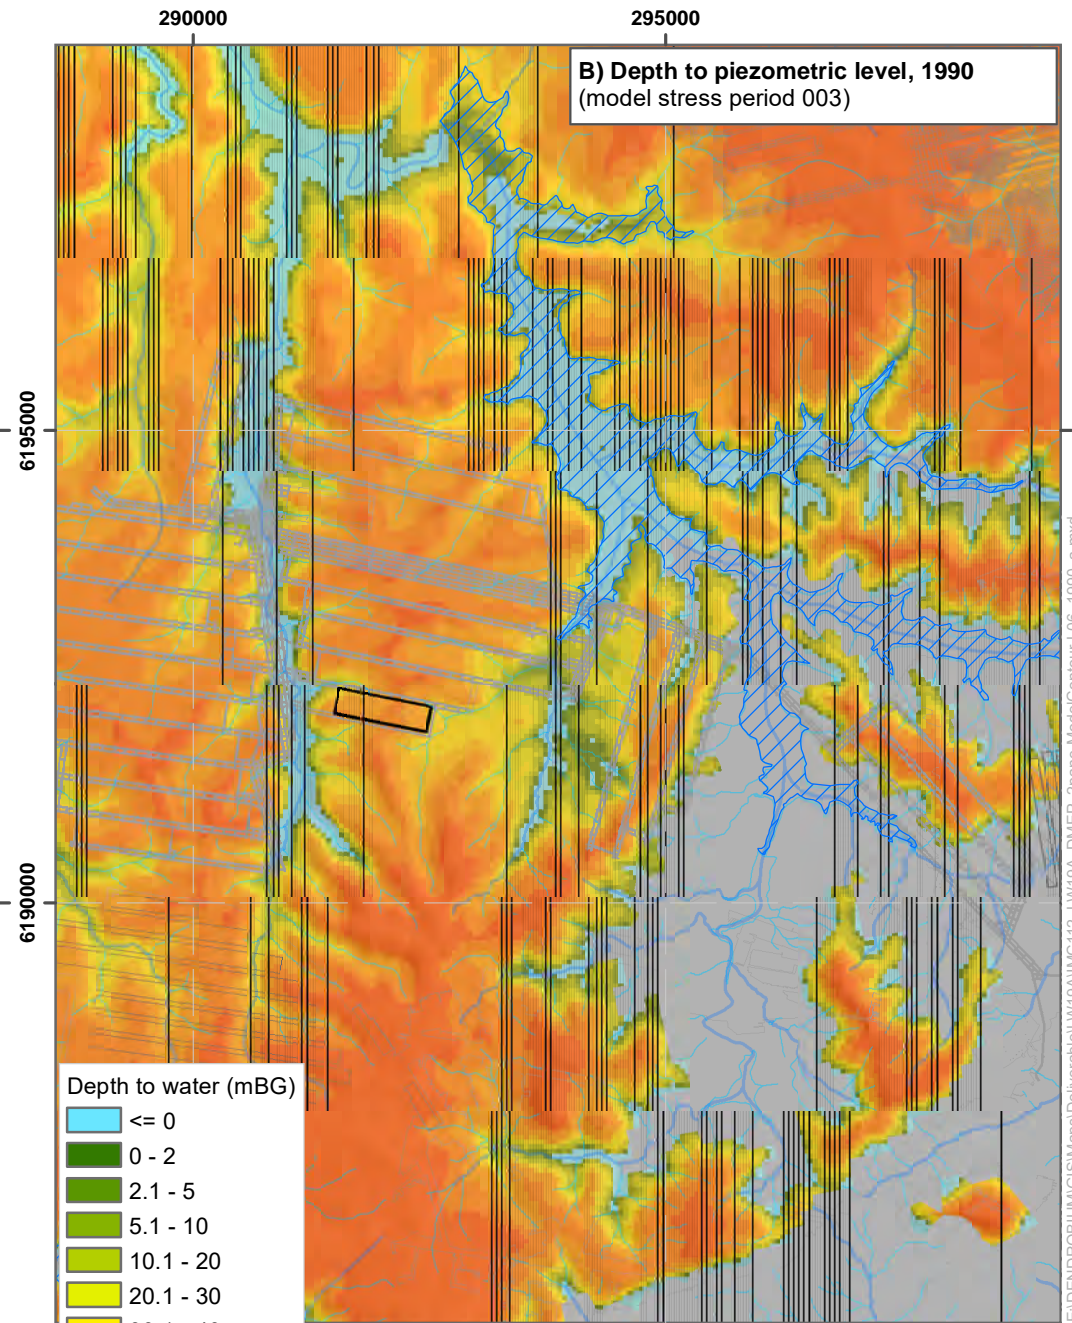 290000
295000
B) Depth to piezometric level, 1990
(model stress period 003)
6195000
6190000
Depth to water (mBG)
<= 0
0 - 2
2.1 - 5
5.1 - 10
10.1 - 20
20.1 - 30